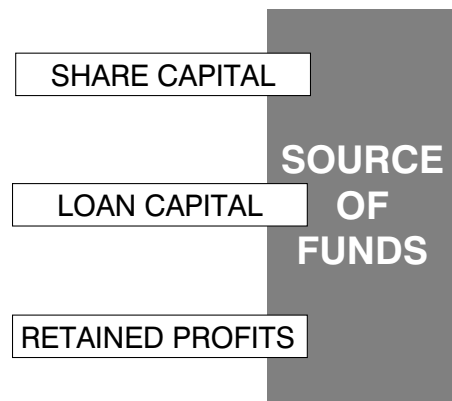 SHARE CAPITAL
LOAN CAPITAL
RETAINED PROFITS
SOURCE
OF
FUNDS